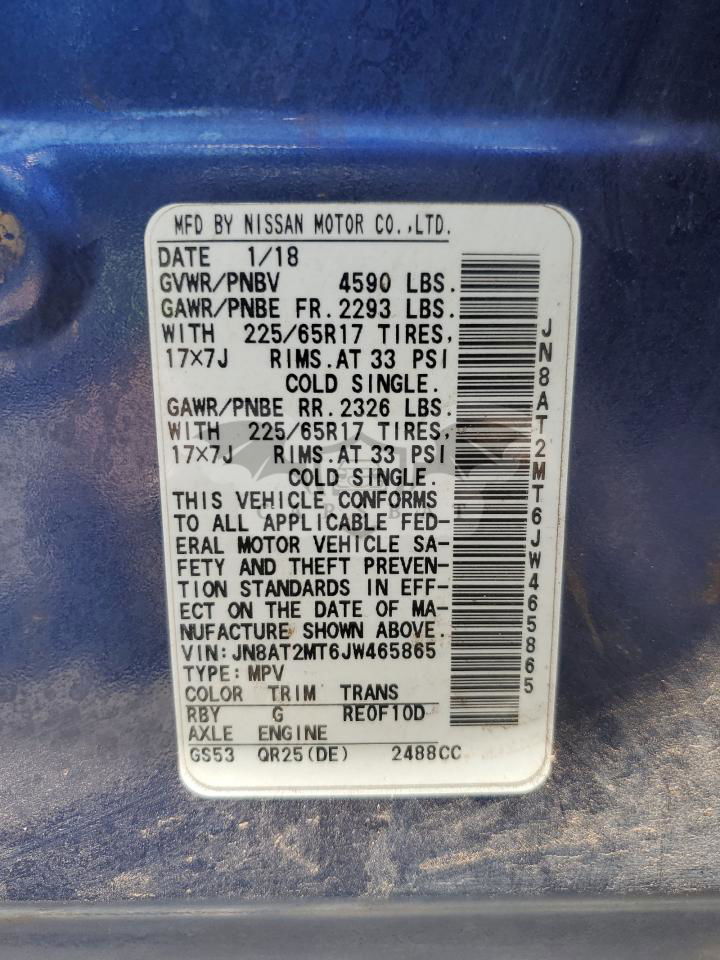 MFD BY NISSAN MOTOR CO.,LTD.
DATE 1/18
GVWR/PNBV 4590 LBS.
GAWR/PNBE FR.2293 LBS.
WITH 225/65R17 TIRES,
17×7J RIMS.AT 33 PSI
COLD SINGLE.
GAWR/PNBE RR.2326 LBS.
WITH 225/65R17 TIRES,
17×7J RIMS.AT 33 PSI
COLD SINGLE.
THIS VEHICLE CONFORMS
TO ALL APPLICABLE FED-
ERAL MOTOR VEHICLE SA-
FETY AND THEFT PREVEN-
TION STANDARDS IN EFF-
ECT ON THE DATE OF MA-
NUFACTURE SHOWN ABOVE.
VIN:JN8AT2MT6JW465865
TYPE:MPV
COLOR TRIM TRANS
RBY G RE0F10D
AXLE ENGINE
GS53 QR25(DE) 2488CC
JN8AT2MT6JW465865